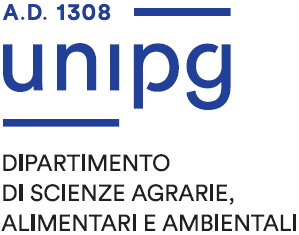 A.D. 1308
unipg
DIPARTIMENTO
DI SCIENZE AGRARIE,
ALIMENTARI E AMBIENTALI